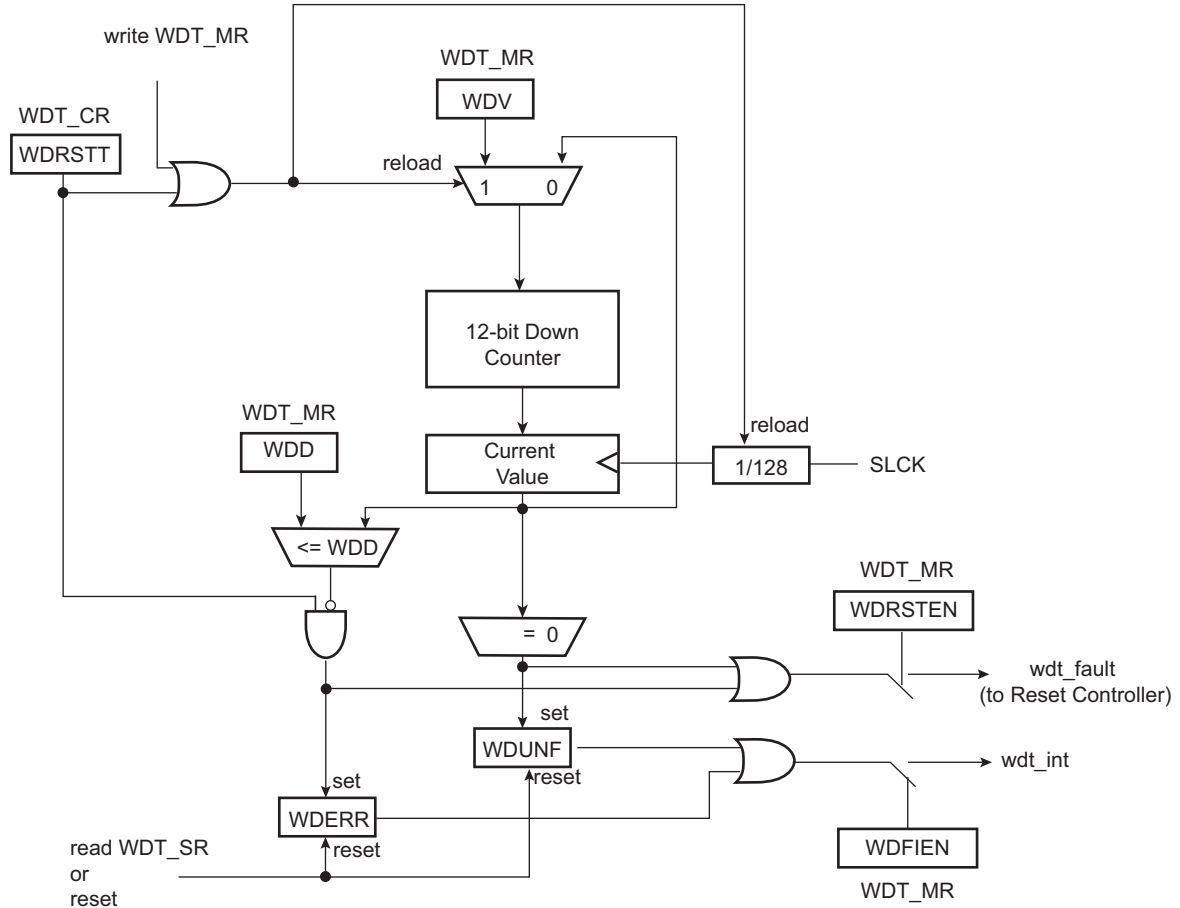 write WDT_MR
WDT_MR
WDV
WDT_CR
WDRSTT
reload
1 0
12-bit Down
Counter
WDT_MR
WDD
Current
Value
reload
1/128
SLCK
<= WDD
WDT_MR
WDRSTEN
= 0
wdt_fault
(to Reset Controller)
set
WDUNF
reset
wdt_int
set
WDERR
reset
read WDT_SR
or
reset
WDFIEN
WDT_MR